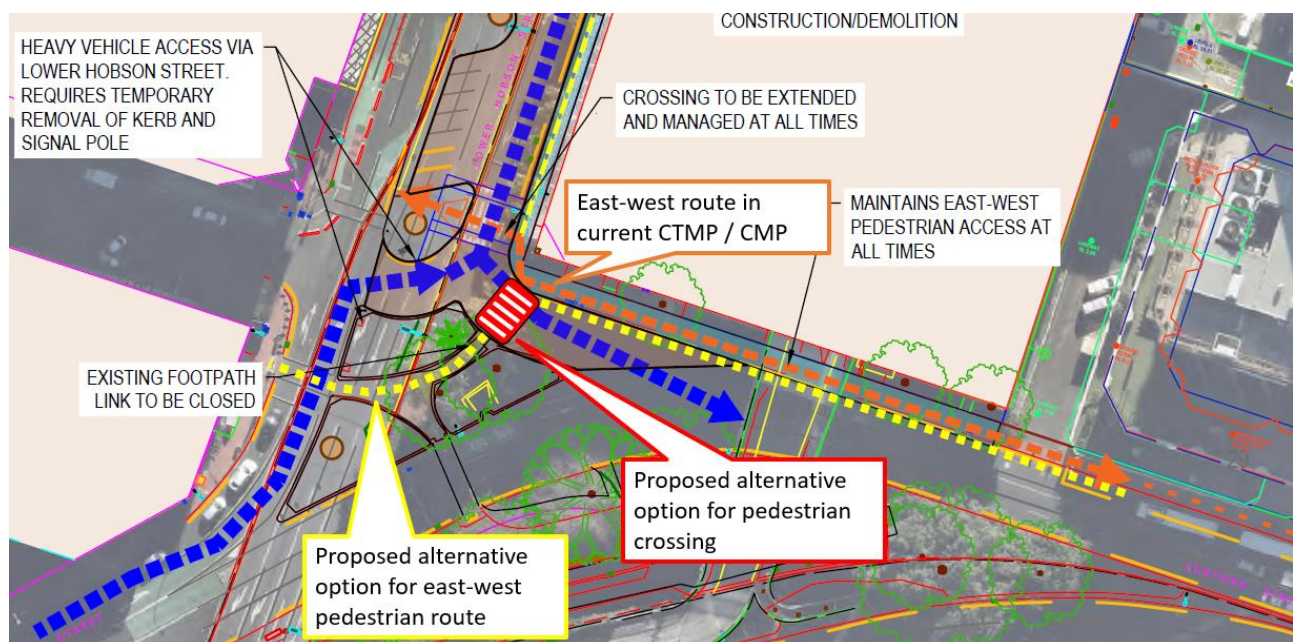 CONSTRUCTION/DEMOLITION
HEAVY VEHICLE ACCESS VIA
LOWER HOBSON STREET.
REQUIRES TEMPORARY
REMOVAL OF KERB AND
SIGNAL POLE
CROSSING TO BE EXTENDED
AND MANAGED AT ALL TIMES
East-west route in
current CTMP / CMP
MAINTAINS EAST-WEST
PEDESTRIAN ACCESS AT
ALL TIMES
EXISTING FOOTPATH
LINK TO BE CLOSED
Proposed alternative
option for pedestrian
crossing
Proposed alternative
option for east-west
pedestrian route
LOWER HOBSON
CUSTOMS